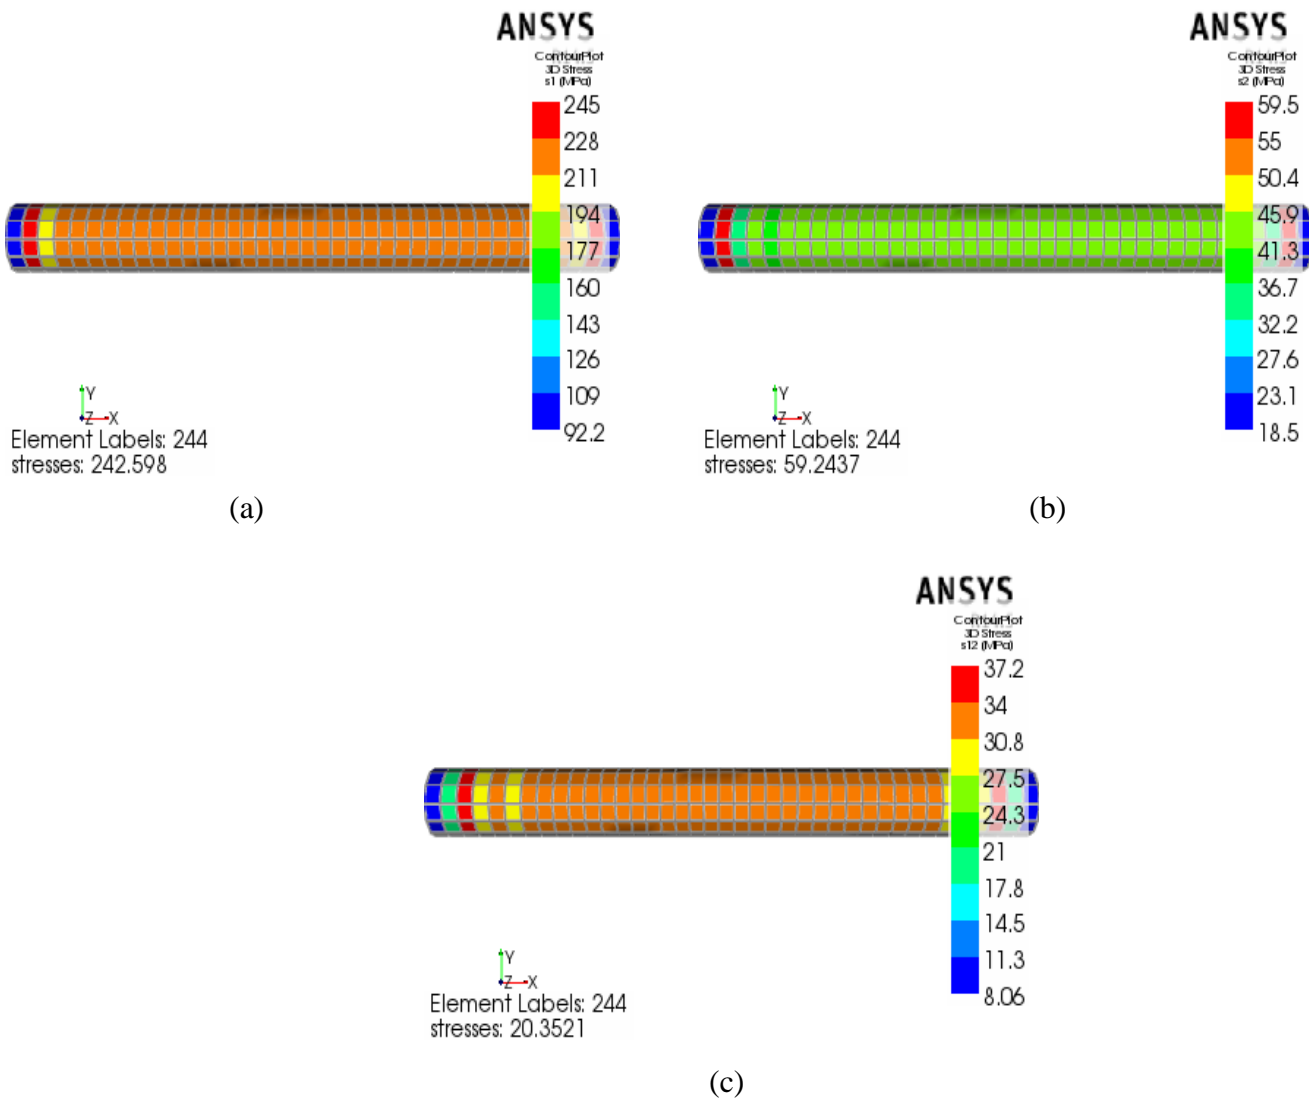 ANSYS
ContourPlot
3D Stress
s1 (MPa)
245
228
211
194
177
160
143
126
109
92.2
Y
Z X
Element Labels: 244
stresses: 242.598
(a)
ANSYS
ContourPlot
3D Stress
s2 (MPa)
59.5
55
50.4
45.9
41.3
36.7
32.2
27.6
23.1
18.5
Y
Z X
Element Labels: 244
stresses: 59.2437
(b)
ANSYS
ContourPlot
3D Stress
s12 (MPa)
37.2
34
30.8
27.5
24.3
21
17.8
14.5
11.3
8.06
Y
Z X
Element Labels: 244
stresses: 20.3521
(c)